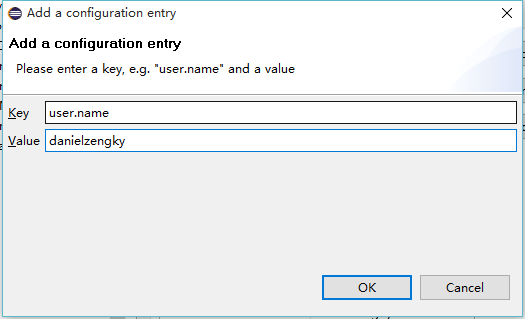 Add a configuration entry
Add a configuration entry
Please enter a key, e.g. "user.name" and a value
Key user.name
Value danielzengky
OK Cancel